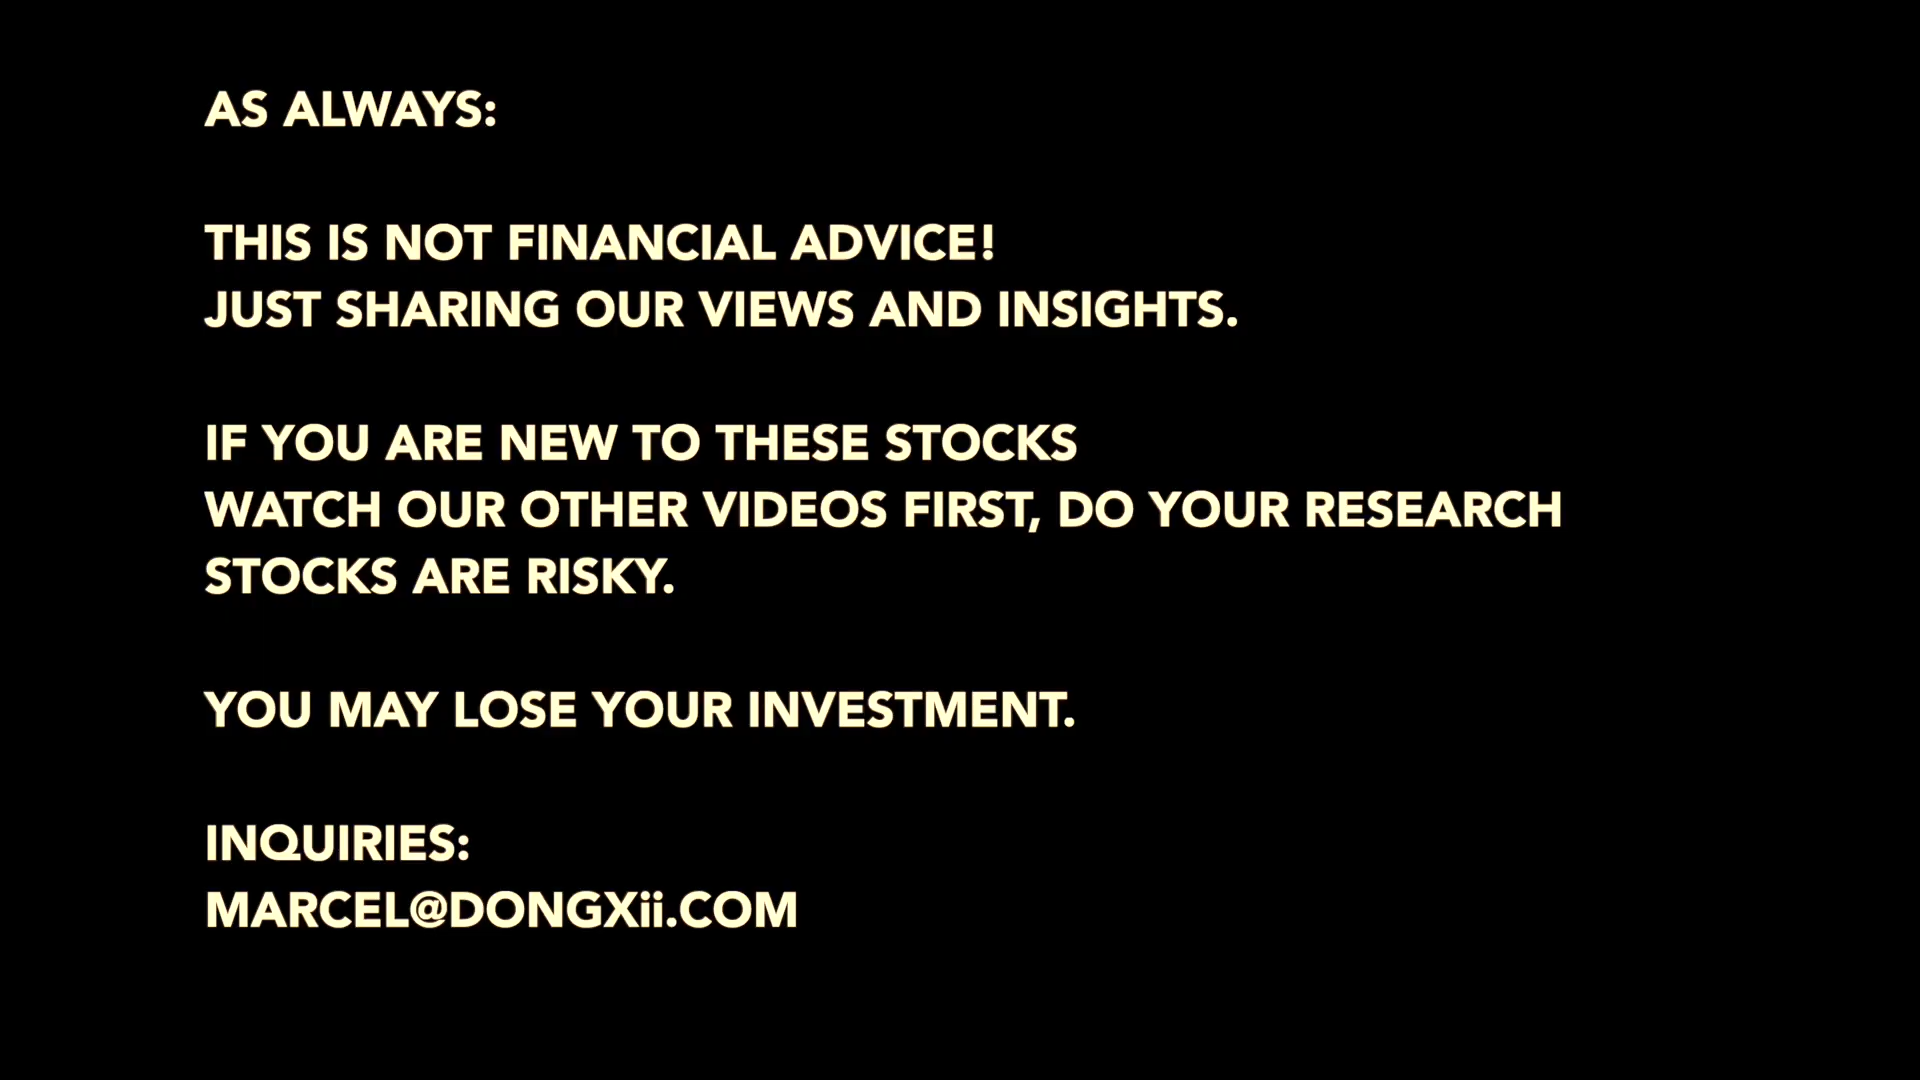 AS ALWAYS:
THIS IS NOT FINANCIAL ADVICE!
JUST SHARING OUR VIEWS AND INSIGHTS.
IF YOU ARE NEW TO THESE STOCKS
WATCH OUR OTHER VIDEOS FIRST, DO YOUR RESEARCH
STOCKS ARE RISKY.
YOU MAY LOSE YOUR INVESTMENT.
INQUIRIES:
MARCEL@DONGXii.COM